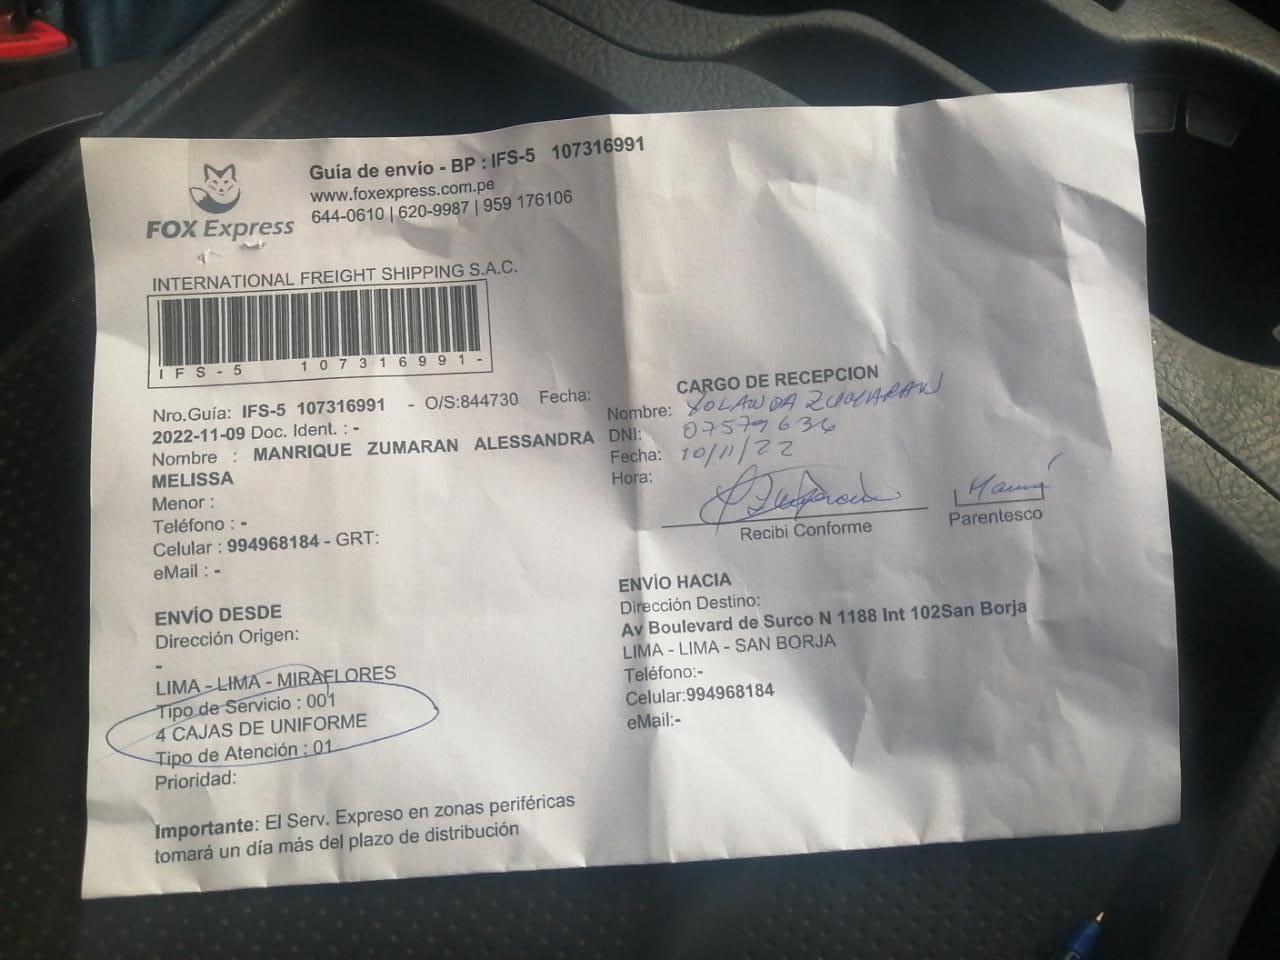 FOX Express
Guía de envío - BP : IFS-5 107316991
www.foxexpress.com.pe
644-0610 | 620-9987 | 959 176106
INTERNATIONAL FREIGHT SHIPPING S.A.C.
IFS-5 107316991-
Nro.Guía: IFS-5 107316991 - O/S:844730 Fecha:
2022-11-09 Doc. Ident. : -
Nombre : MANRIQUE ZUMARAN ALESSANDRA
MELISSA
Menor :
Teléfono : -
Celular : 994968184 - GRT:
eMail : -
ENVÍO DESDE
Dirección Origen:
-
LIMA - LIMA - MIRAFLORES
Tipo de Servicio : 001
4 CAJAS DE UNIFORME
Tipo de Atención : 01
Prioridad:
Importante: El Serv. Expreso en zonas periféricas
tomará un día más del plazo de distribución
CARGO DE RECEPCION
Nombre: YOLANDA ZUMARAN
DNI: 07579636
Fecha: 10/11/22
Hora:
Recibi Conforme
Mamá
Parentesco
ENVÍO HACIA
Dirección Destino:
Av Boulevard de Surco N 1188 Int 102San Borja
LIMA - LIMA - SAN BORJA
Teléfono:-
Celular:994968184
eMail:-